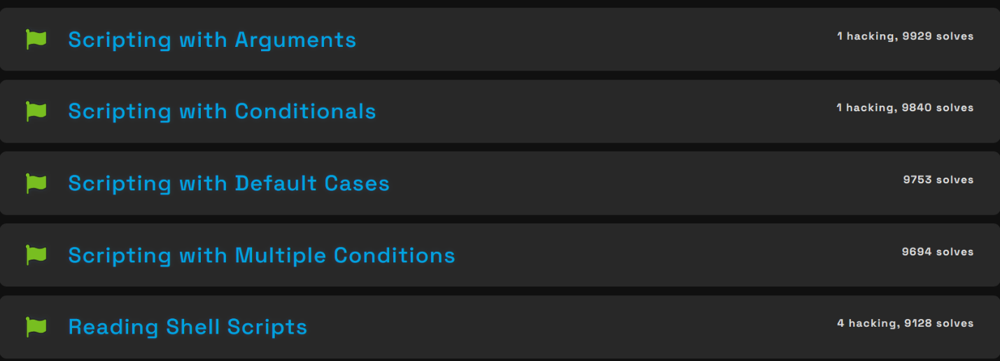 Scripting with Arguments
1 hacking, 9929 solves
Scripting with Conditionals
1 hacking, 9840 solves
Scripting with Default Cases
9753 solves
Scripting with Multiple Conditions
9694 solves
Reading Shell Scripts
4 hacking, 9128 solves